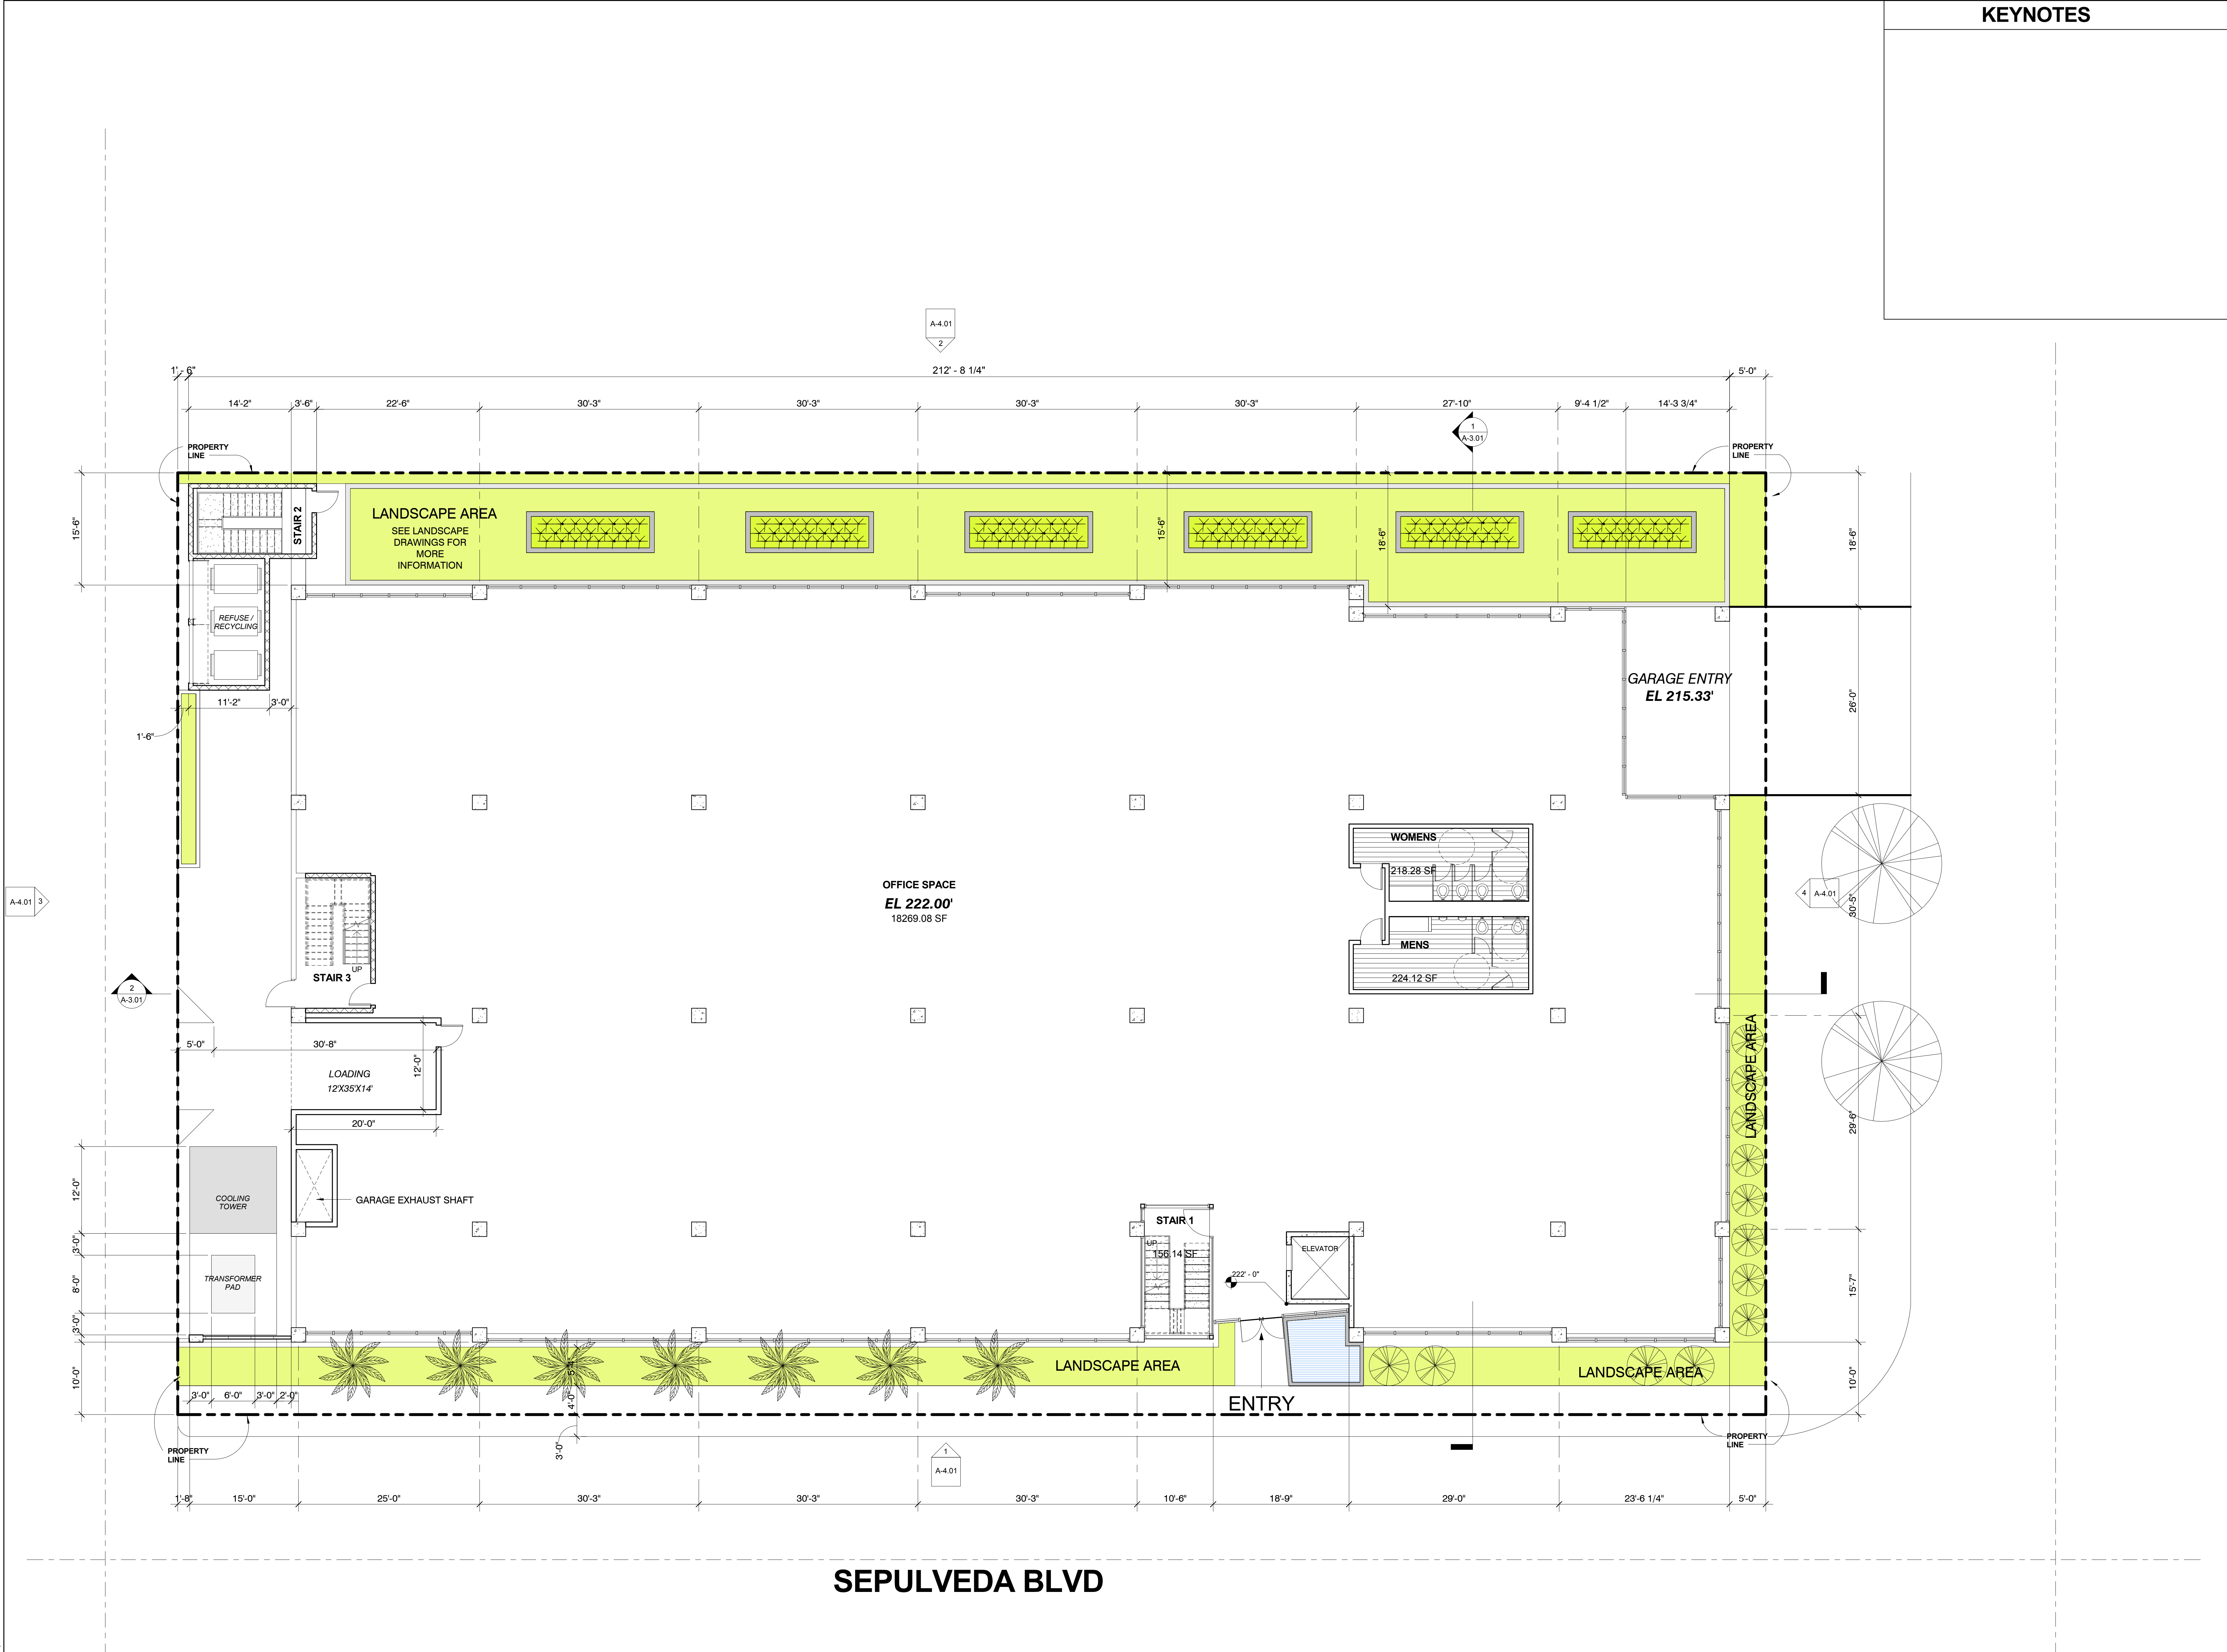 KEYNOTES
A-4.01
2
1' - 6"
212' - 8 1/4"
5'-0"
14'-2"
3'-6"
22'-6"
30'-3"
30'-3"
30'-3"
30'-3"
27'-10"
9'-4 1/2"
14'-3 3/4"
1
A-3.01
PROPERTY
LINE
PROPERTY
LINE
15'-6"
STAIR 2
LANDSCAPE AREA
SEE LANDSCAPE
DRAWINGS FOR
MORE
INFORMATION
15'-6"
18'-6"
18'-6"
REFUSE /
RECYCLING
GARAGE ENTRY
EL 215.33'
26'-0"
11'-2"
3'-0"
1'-6"
WOMENS
218.28 SF
OFFICE SPACE
EL 222.00'
18269.08 SF
A-4.01
3
4
A-4.01
30'-5"
MENS
224.12 SF
UP
STAIR 3
2
A-3.01
5'-0"
30'-8"
12'-0"
LOADING
12'X35'X14'
20'-0"
LANDSCAPE AREA
29'-6"
12'-0"
COOLING
TOWER
GARAGE EXHAUST SHAFT
STAIR 1
UP
156.14 SF
ELEVATOR
3'-0"
8'-0"
TRANSFORMER
PAD
222' - 0"
15'-7"
3'-0"
10'-0"
5'-4"
LANDSCAPE AREA
LANDSCAPE AREA
10'-0"
3'-0"
6'-0"
3'-0"
2'-0"
4'-0"
ENTRY
3'-0"
PROPERTY
LINE
1
A-4.01
PROPERTY
LINE
1'-8"
15'-0"
25'-0"
30'-3"
30'-3"
30'-3"
10'-6"
18'-9"
29'-0"
23'-6 1/4"
5'-0"
SEPULVEDA BLVD